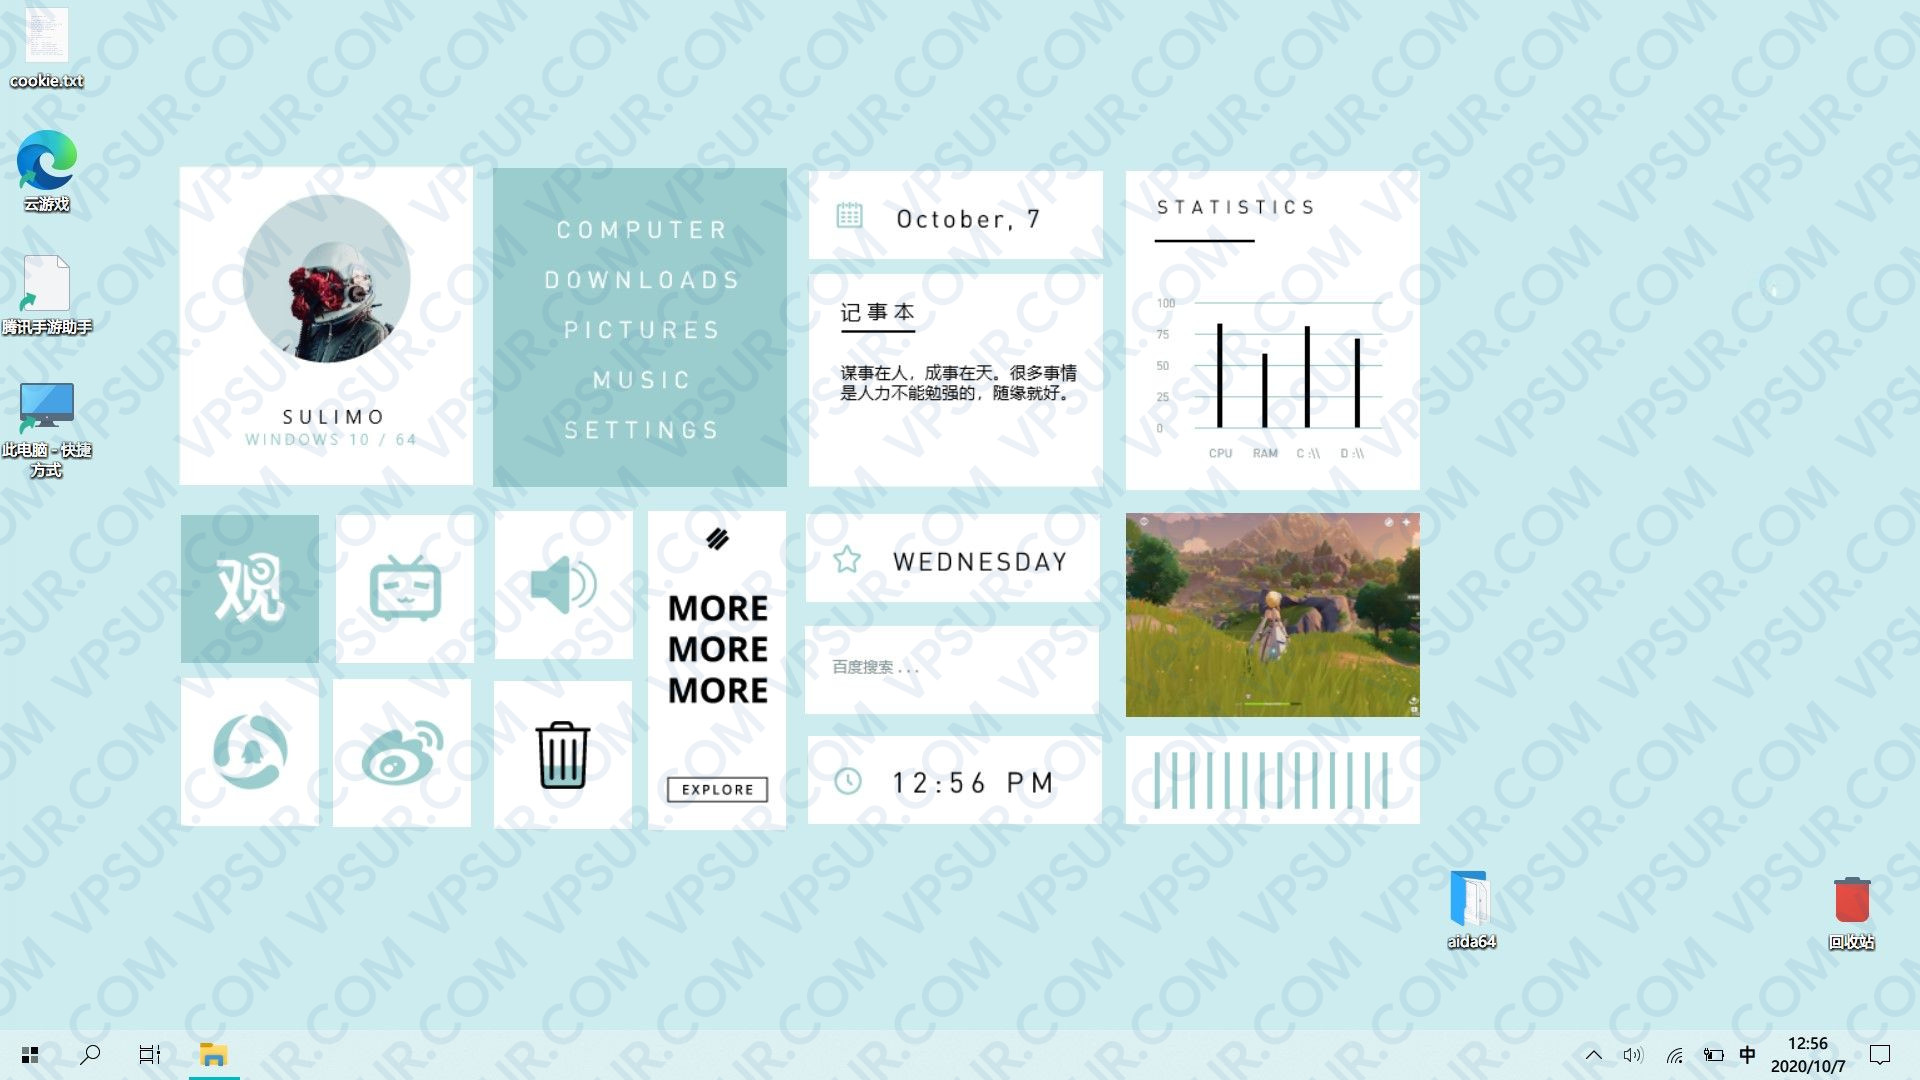 cookie.txt
云游戏
腾讯手游助手
此电脑 - 快捷
方式
SULIMO
WINDOWS 10 / 64
COMPUTER
DOWNLOADS
PICTURES
MUSIC
SETTINGS
October, 7
记事本
谋事在人，成事在天。很多事情
是人力不能勉强的，随缘就好。
STATISTICS
100
75
50
25
0
CPU RAM C:\\ D:\\
观
MORE
MORE
MORE
EXPLORE
WEDNESDAY
百度搜索 . . .
12:56 PM
aida64
回收站
中
12:56
2020/10/7
VPSUR.COM